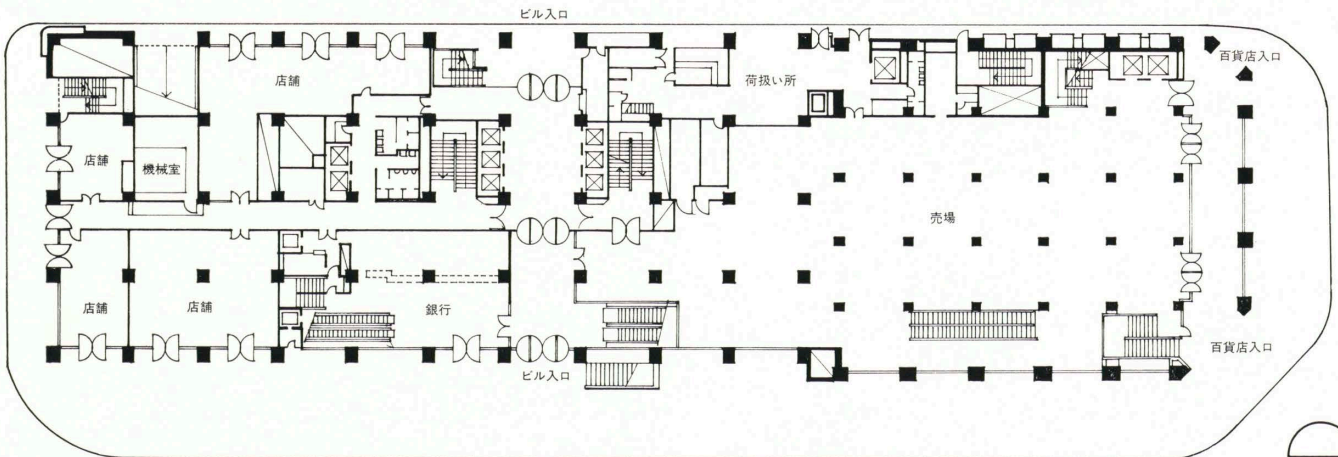 ビル入口
百貨店入口
店舗
荷扱い所
店舗
機械室
売場
店舗
店舗
銀行
百貨店入口
ビル入口